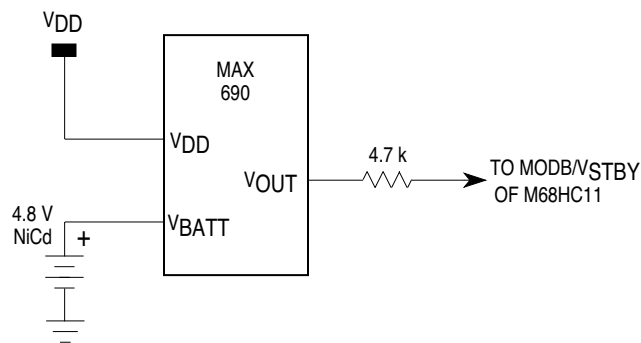 VDD
MAX
690
VDD
4.7 k
VOUT
TO MODB/VSTBY
OF M68HC11
4.8 V
NiCd
+
VBATT